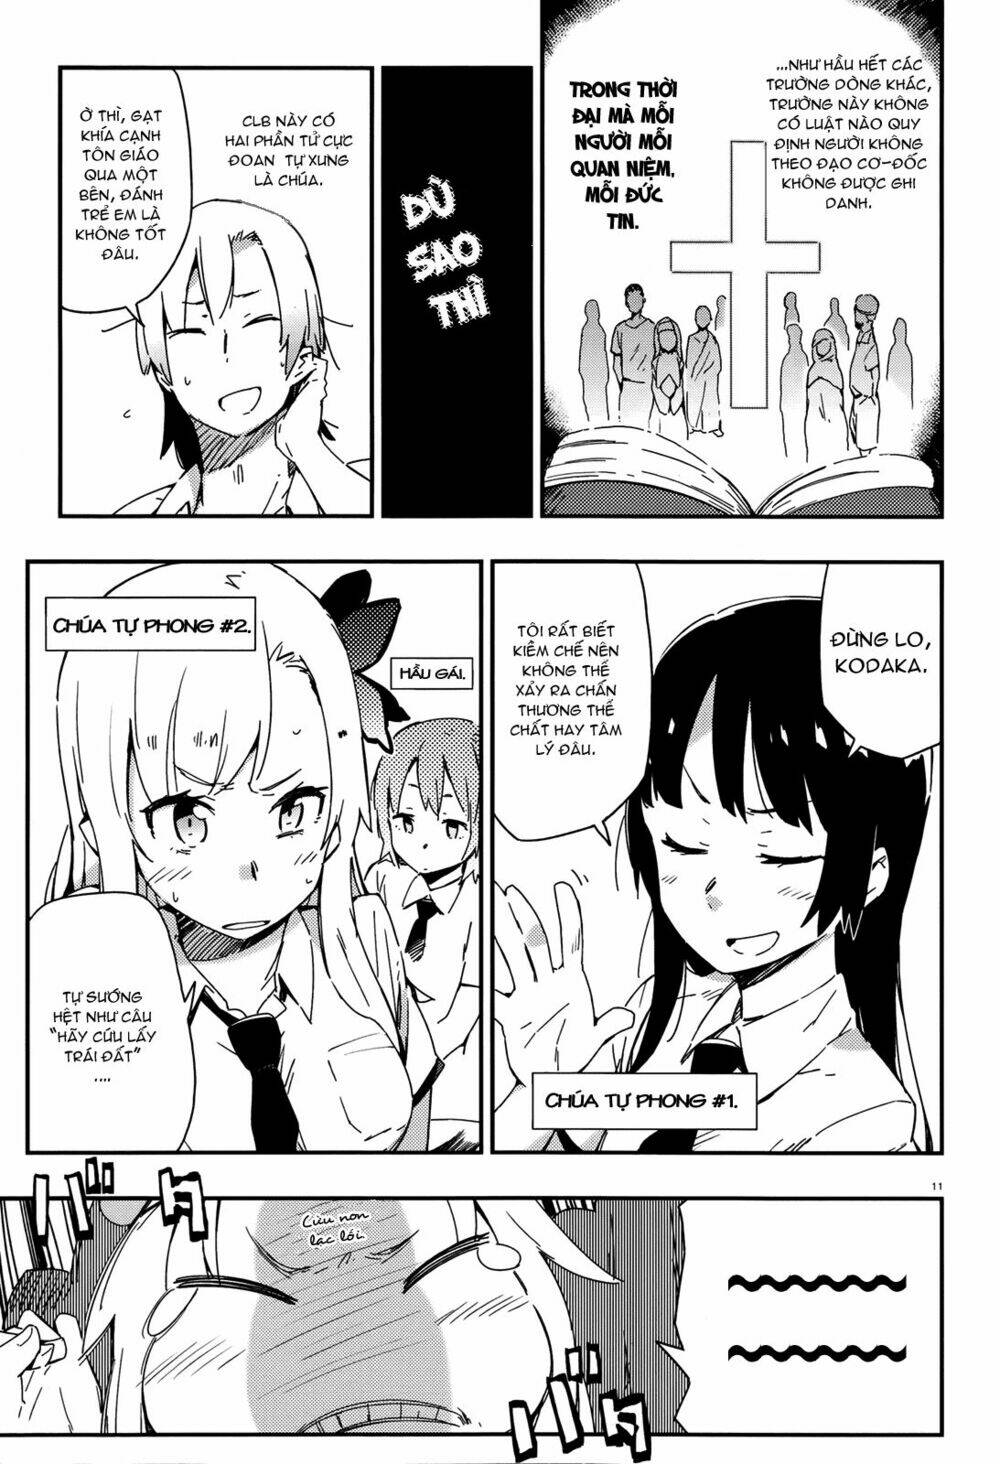 ...NHƯ HẦU HẾT CÁC
TRƯỜNG DÒNG KHÁC,
TRƯỜNG NÀY KHÔNG
CÓ LUẬT NÀO QUY
ĐỊNH NGƯỜI KHÔNG
THEO ĐẠO CƠ-ĐỐC
KHÔNG ĐƯỢC GHI
DANH.
TRONG THỜI
ĐẠI MÀ MỖI
NGƯỜI MỖI
QUAN NIỆM,
MỖI ĐỨC
TIN.
DÙ
SAO
THÌ
CLB NÀY CÓ
HAI PHẦN TỬ CỰC
ĐOAN TỰ XUNG
LÀ CHÚA.
Ờ THÌ, GẠT
KHÍA CẠNH
TÔN GIÁO
QUA MỘT
BÊN, ĐÁNH
TRẺ EM LÀ
KHÔNG TỐT
ĐÂU.
ĐỪNG LO,
KODAKA.
TÔI RẤT BIẾT
KIỀM CHẾ NÊN
KHÔNG THỂ
XẢY RA CHẤN
THƯƠNG THỂ
CHẤT HAY TÂM
LÝ ĐÂU.
CHÚA TỰ PHONG #1.
CHÚA TỰ PHONG #2.
HẦU GÁI.
TỰ SƯỚNG
HỆT NHƯ CÂU
"HÃY CỨU LẤY
TRÁI ĐẤT"
....
11
Cừu non
lạc lối.